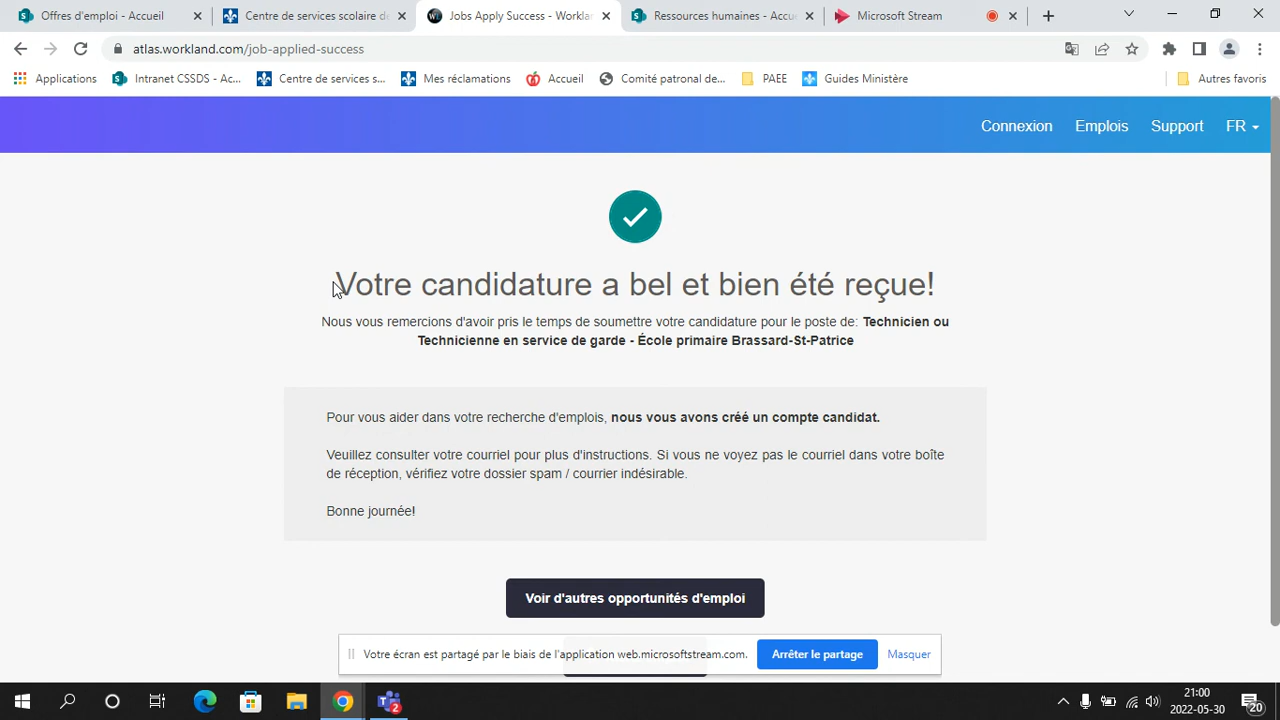 Offres d'emploi - Accueil
Centre de services scolaire de
Jobs Apply Success - Workla
Ressources humaines - Accu
Microsoft Stream
atlas.workland.com/job-applied-success
Applications
Intranet CSSDS - Ac...
Centre de services s...
Mes réclamations
Accueil
Comité patronal de...
PAEE
Guides Ministère
Autres favoris
Connexion
Emplois
Support
FR
Votre candidature a bel et bien été reçue!
Nous vous remercions d'avoir pris le temps de soumettre votre candidature pour le poste de: Technicien ou
Technicienne en service de garde - École primaire Brassard-St-Patrice
Pour vous aider dans votre recherche d'emplois, nous vous avons créé un compte candidat.
Veuillez consulter votre courriel pour plus d'instructions. Si vous ne voyez pas le courriel dans votre boîte
de réception, vérifiez votre dossier spam / courrier indésirable.
Bonne journée!
Voir d'autres opportunités d'emploi
Votre écran est partagé par le biais de l'application web.microsoftstream.com.
Arrêter le partage
Masquer
2
21:00
2022-05-30
20